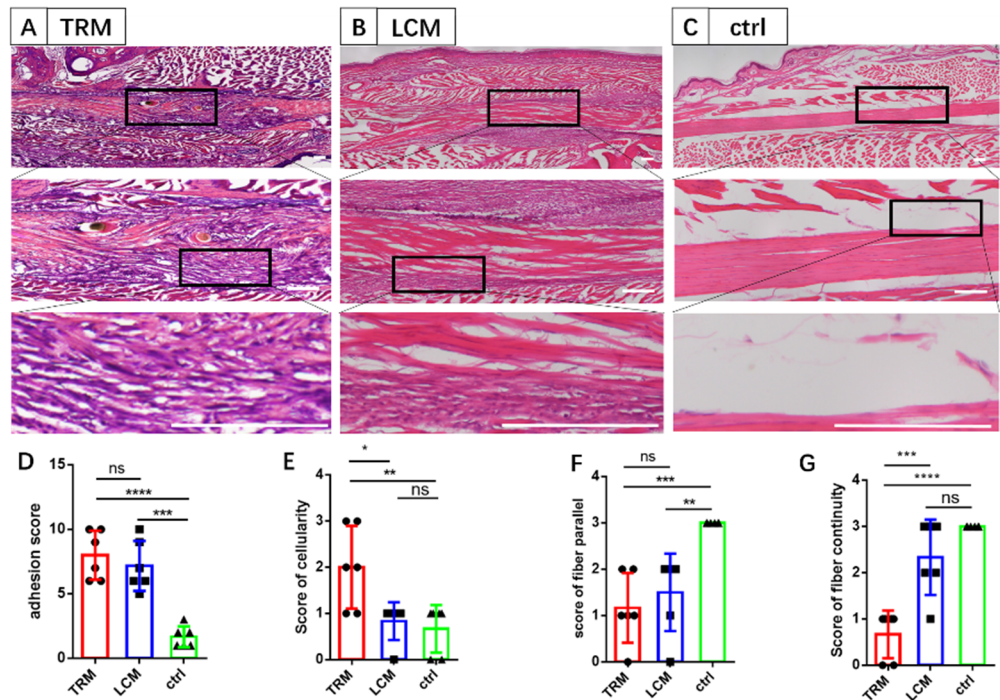 A TRM
B LCM
C ctrl
D
ns
****
***
adhesion score
15
10
5
0
TRM LCM ctrl
E
*
**
ns
Score of cellularity
4
3
2
1
0
TRM LCM ctrl
F
ns
***
**
score of fiber parallel
4
3
2
1
0
TRM LCM ctrl
G
***
****
ns
Score of fiber continuity
4
3
2
1
0
TRM LCM ctrl